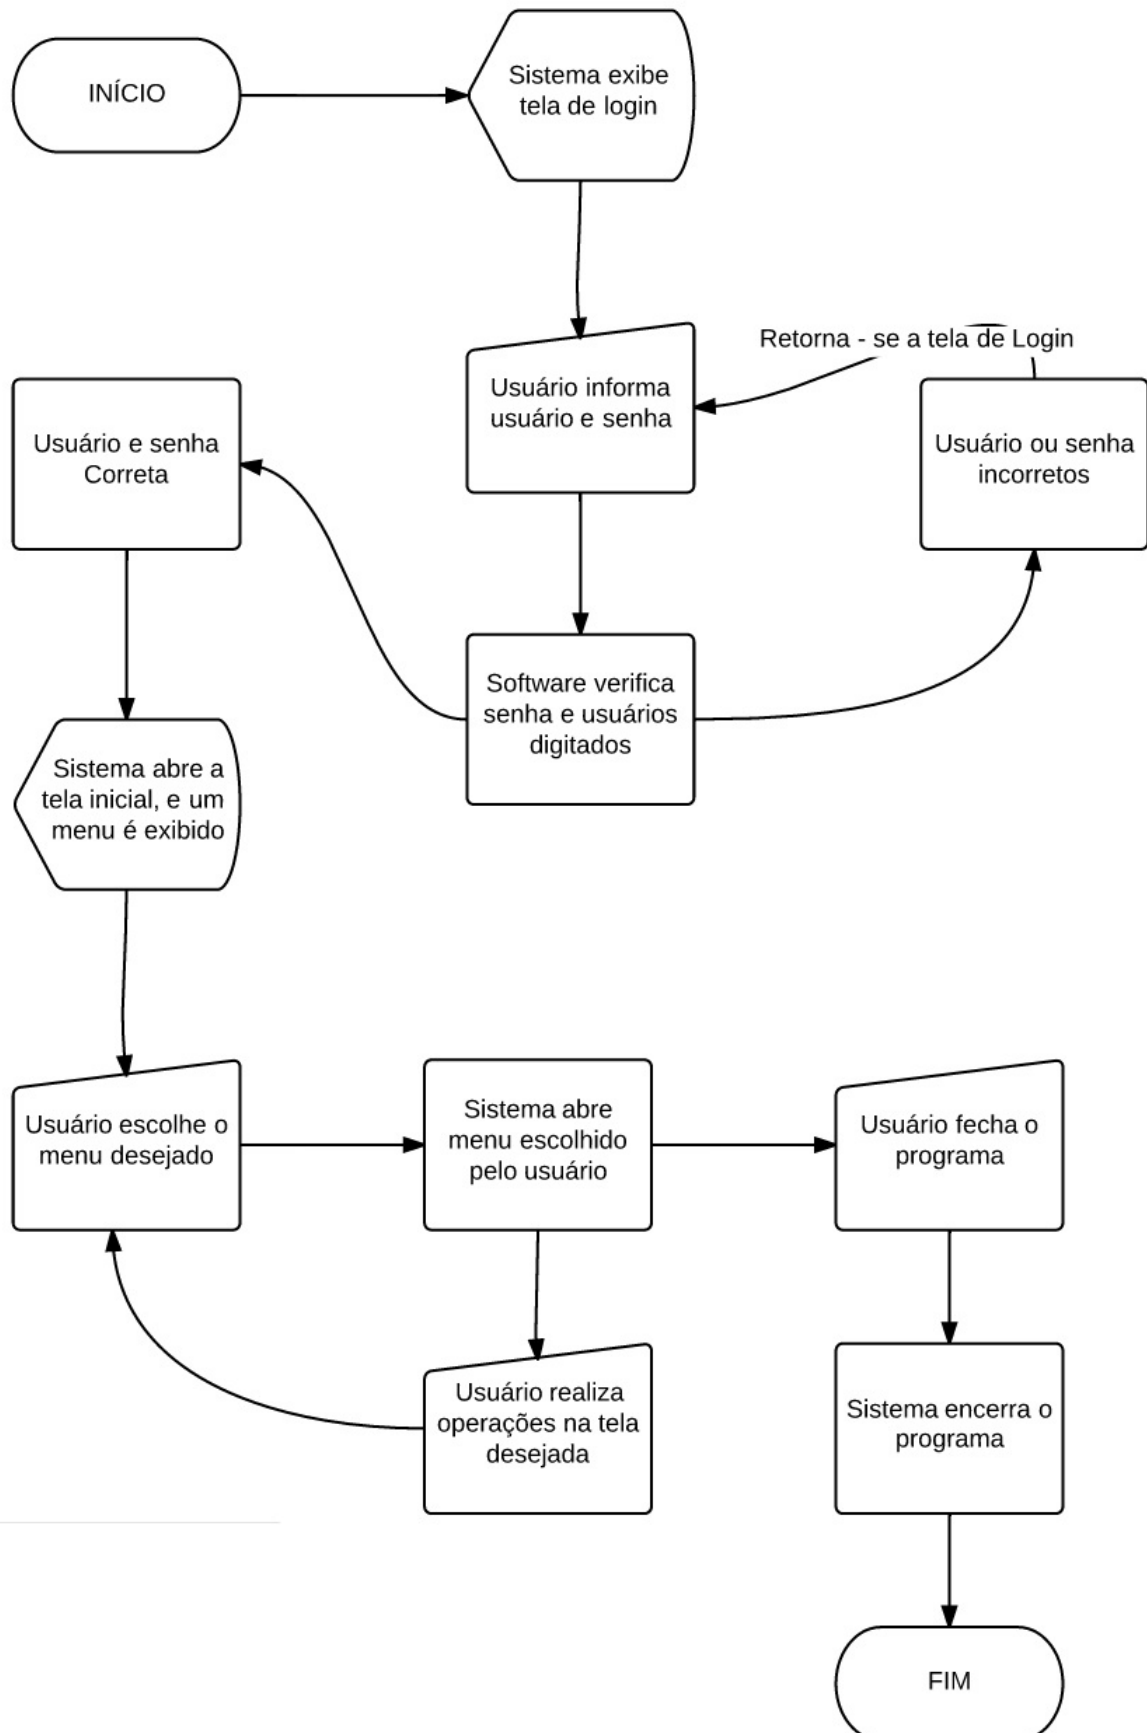 INÍCIO
Sistema exibe
tela de login
Retorna - se a tela de Login
Usuário informa
usuário e senha
Usuário e senha
Correta
Usuário ou senha
incorretos
Software verifica
senha e usuários
digitados
Sistema abre a
tela inicial, e um
menu é exibido
Usuário escolhe o
menu desejado
Sistema abre
menu escolhido
pelo usuário
Usuário fecha o
programa
Usuário realiza
operações na tela
desejada
Sistema encerra o
programa
FIM